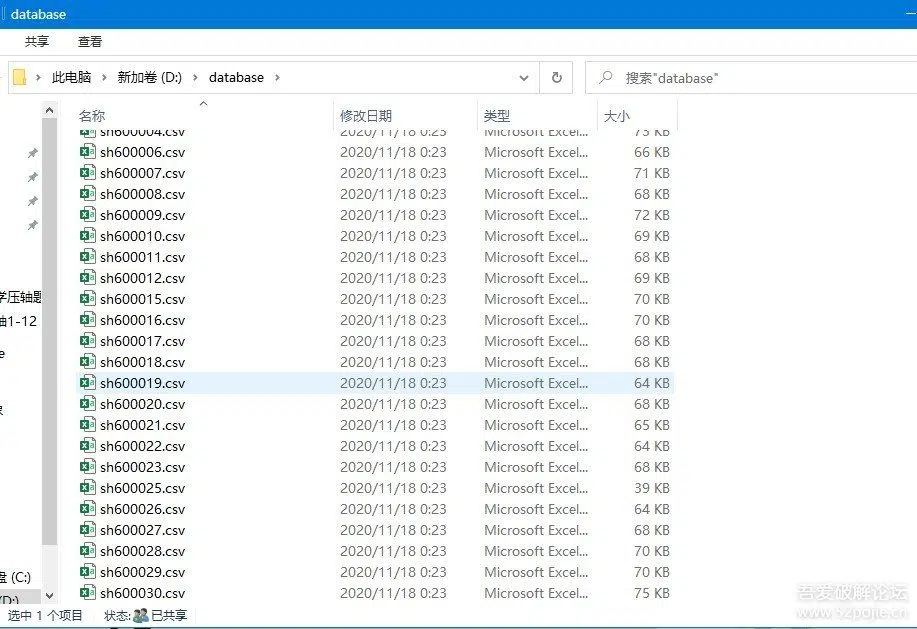 database
共享 查看
此电脑 新加卷 (D:) database 搜索"database"
名称 修改日期 类型 大小
sh600004.csv 2020/11/18 0:23 Microsoft Excel... 73 KB
sh600006.csv 2020/11/18 0:23 Microsoft Excel... 66 KB
sh600007.csv 2020/11/18 0:23 Microsoft Excel... 71 KB
sh600008.csv 2020/11/18 0:23 Microsoft Excel... 68 KB
sh600009.csv 2020/11/18 0:23 Microsoft Excel... 72 KB
sh600010.csv 2020/11/18 0:23 Microsoft Excel... 69 KB
sh600011.csv 2020/11/18 0:23 Microsoft Excel... 68 KB
sh600012.csv 2020/11/18 0:23 Microsoft Excel... 69 KB
学压轴题 sh600015.csv 2020/11/18 0:23 Microsoft Excel... 70 KB
轴1-12 sh600016.csv 2020/11/18 0:23 Microsoft Excel... 70 KB
sh600017.csv 2020/11/18 0:23 Microsoft Excel... 68 KB
e sh600018.csv 2020/11/18 0:23 Microsoft Excel... 68 KB
sh600019.csv 2020/11/18 0:23 Microsoft Excel... 64 KB
sh600020.csv 2020/11/18 0:23 Microsoft Excel... 68 KB
sh600021.csv 2020/11/18 0:23 Microsoft Excel... 65 KB
sh600022.csv 2020/11/18 0:23 Microsoft Excel... 64 KB
sh600023.csv 2020/11/18 0:23 Microsoft Excel... 68 KB
sh600025.csv 2020/11/18 0:23 Microsoft Excel... 39 KB
sh600026.csv 2020/11/18 0:23 Microsoft Excel... 64 KB
sh600027.csv 2020/11/18 0:23 Microsoft Excel... 68 KB
sh600028.csv 2020/11/18 0:23 Microsoft Excel... 70 KB
盘 (C:) sh600029.csv 2020/11/18 0:23 Microsoft Excel... 70 KB
(D:) sh600030.csv 2020/11/18 0:23 Microsoft Excel... 75 KB
选中 1 个项目 状态: 已共享
吾爱破解论坛
www.52pojie.cn